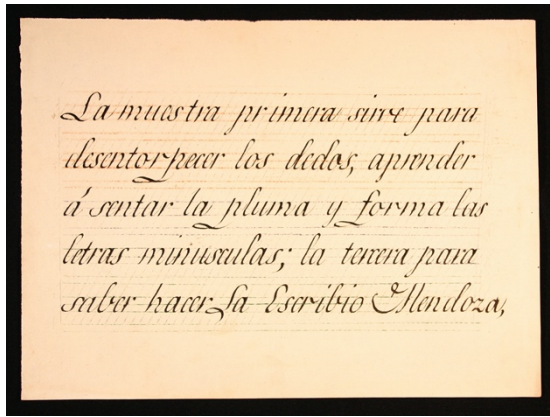 La muestra primera sirve para
desentorpecer los dedos, aprender
á sentar la pluma y forma las
letras minusculas; la tercera para
saber hacer La Escribio Mendoza,